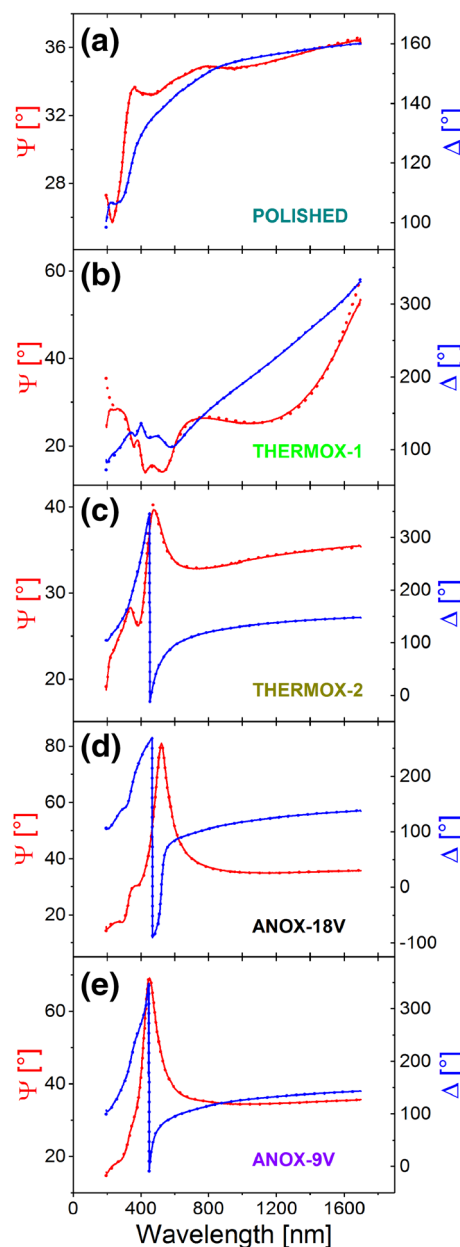 (a)
36
32
28
Ψ [°]
160
140
120
100
Δ [°]
POLISHED
(b)
60
40
20
Ψ [°]
300
200
100
Δ [°]
THERMOX-1
(c)
40
30
20
Ψ [°]
300
200
100
0
Δ [°]
THERMOX-2
(d)
80
60
40
20
Ψ [°]
200
100
0
-100
Δ [°]
ANOX-18V
(e)
60
40
20
Ψ [°]
300
200
100
0
Δ [°]
ANOX-9V
0 400 800 1200 1600
Wavelength [nm]